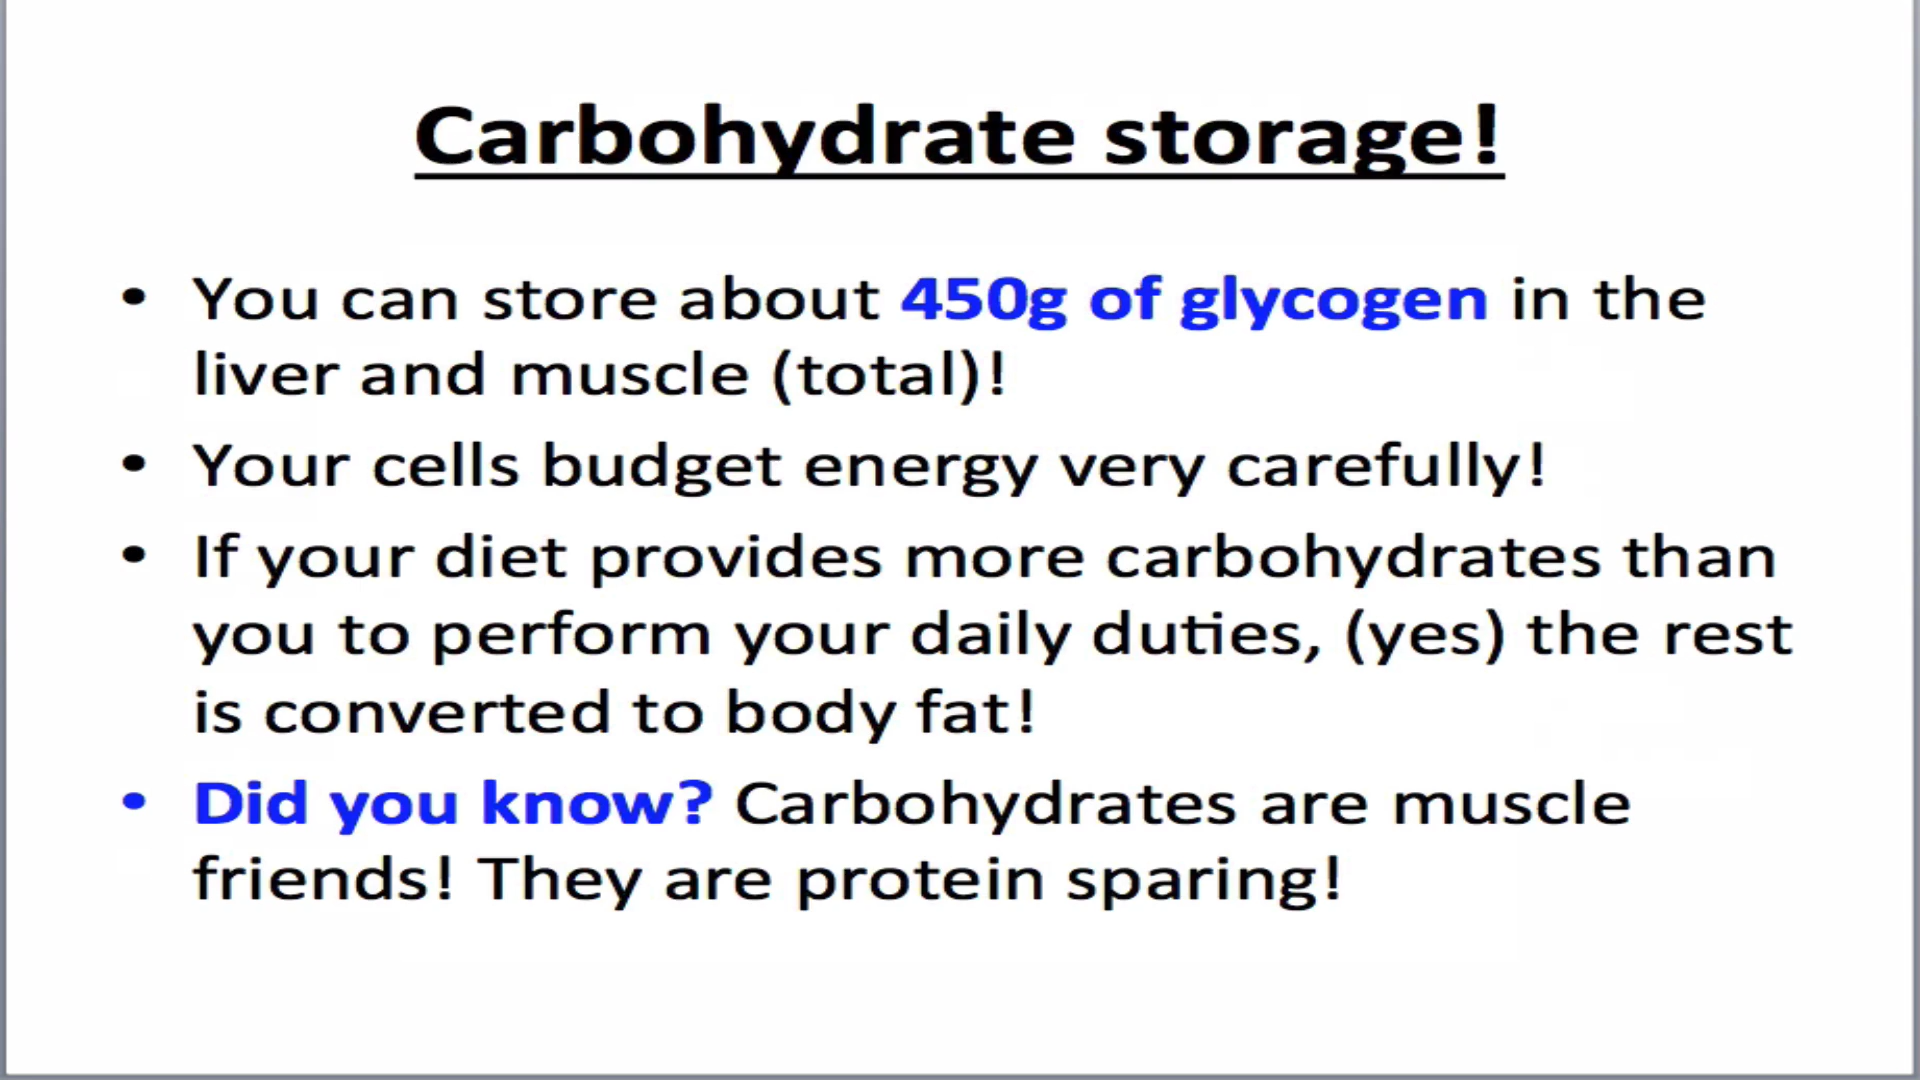 Carbohydrate storage!
• You can store about 450g of glycogen in the
liver and muscle (total)!
• Your cells budget energy very carefully!
• If your diet provides more carbohydrates than
you to perform your daily duties, (yes) the rest
is converted to body fat!
• Did you know? Carbohydrates are muscle
friends! They are protein sparing!